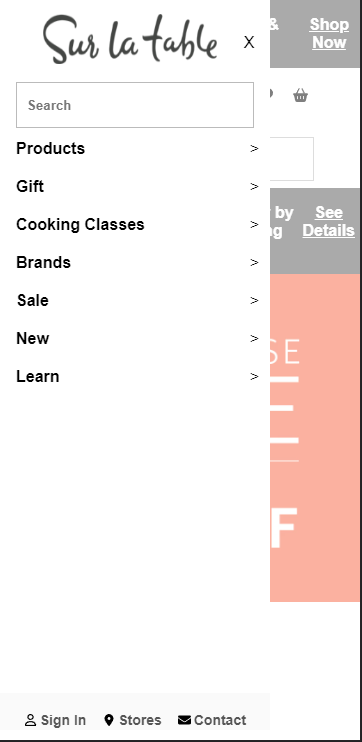 Sur la table
X
&
Shop
Now
Search
Products >
Gift >
Cooking Classes >
by
See
Details
Brands >
Sale >
New >
SE
Learn >
E
F
Sign In Stores Contact